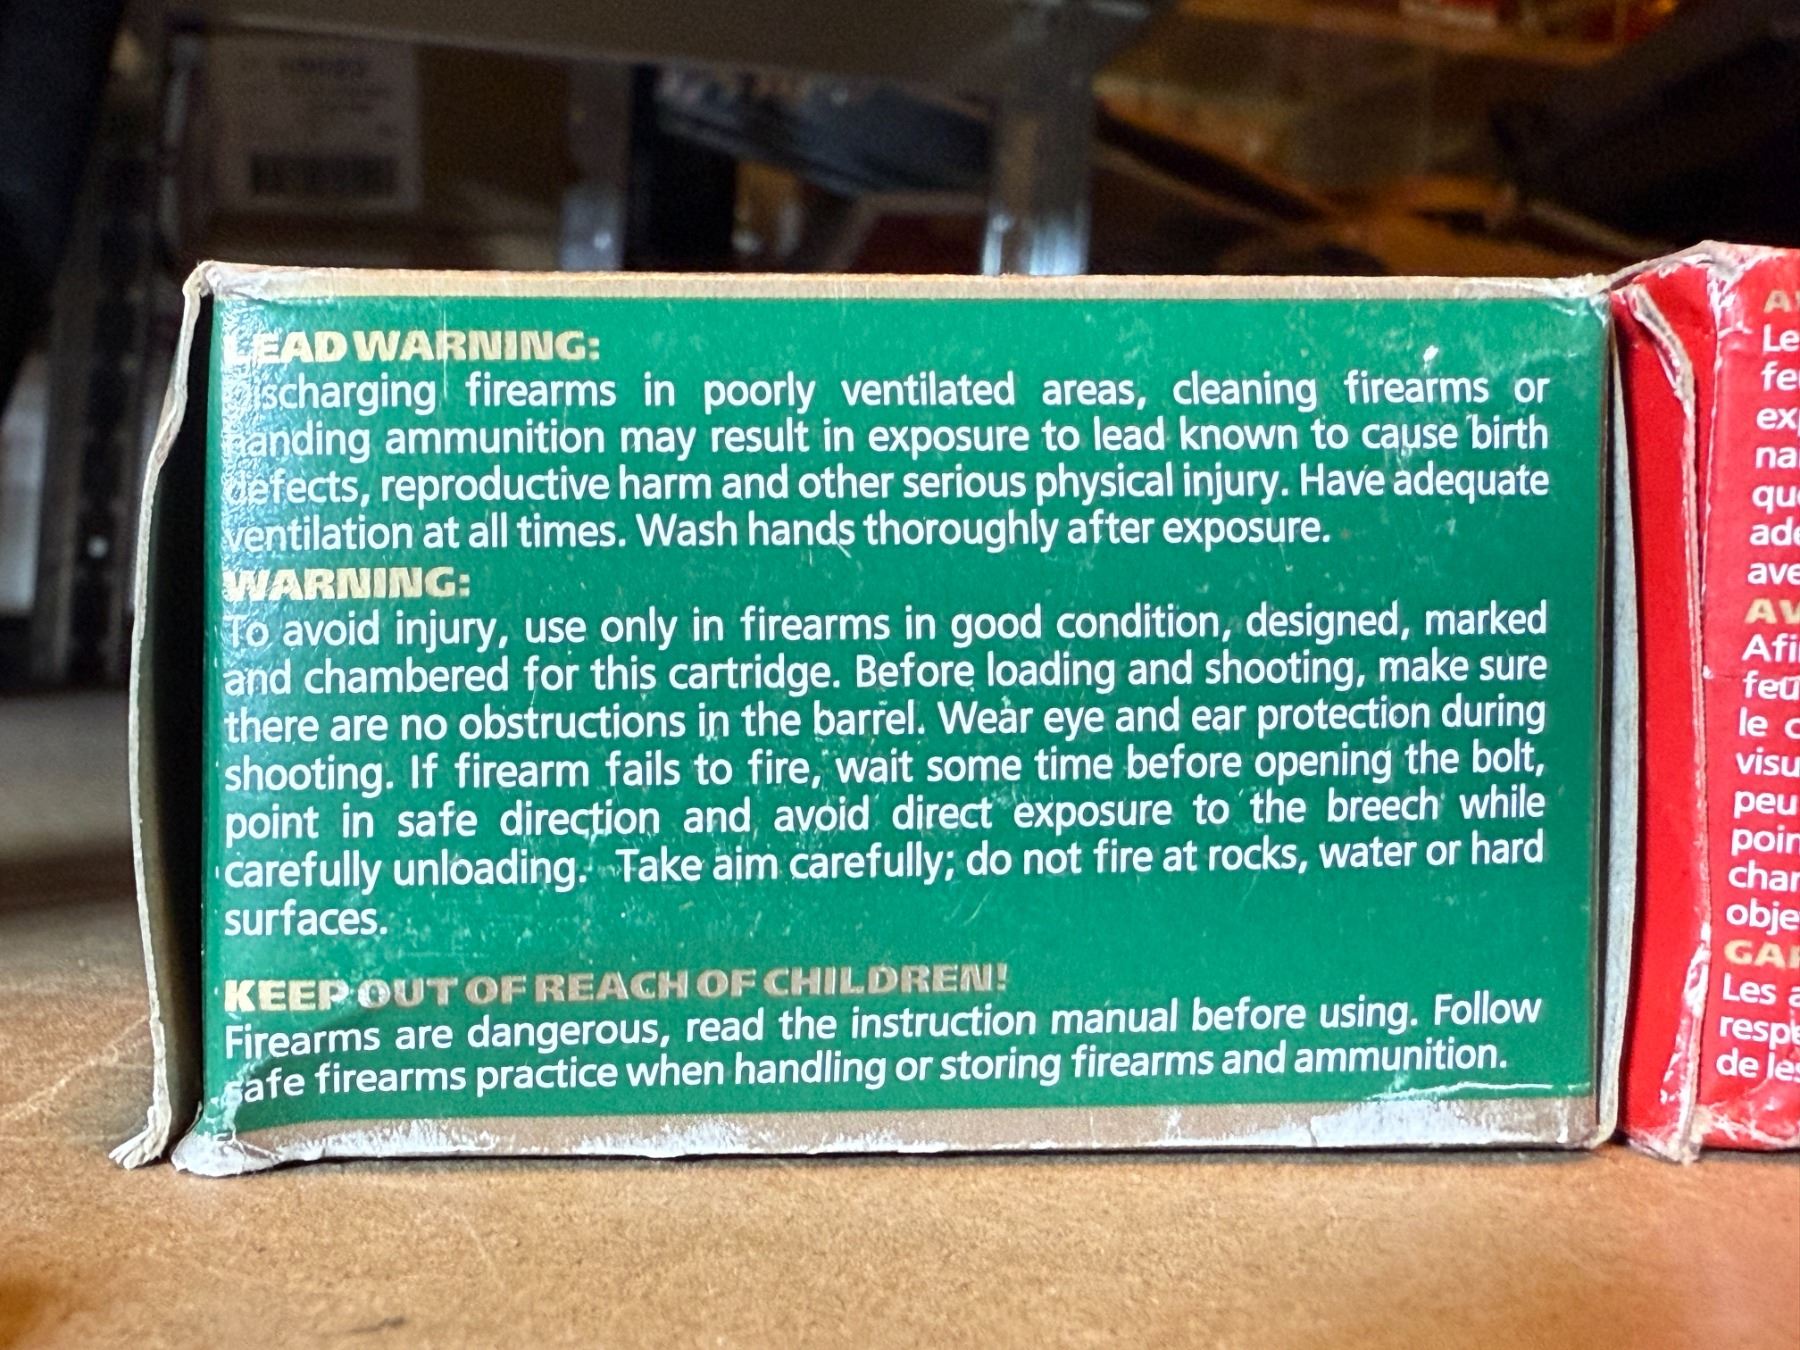 LEAD WARNING:
Discharging firearms in poorly ventilated areas, cleaning firearms or
handing ammunition may result in exposure to lead known to cause birth
defects, reproductive harm and other serious physical injury. Have adequate
ventilation at all times. Wash hands thoroughly after exposure.
WARNING:
To avoid injury, use only in firearms in good condition, designed, marked
and chambered for this cartridge. Before loading and shooting, make sure
there are no obstructions in the barrel. Wear eye and ear protection during
shooting. If firearm fails to fire, wait some time before opening the bolt,
point in safe direction and avoid direct exposure to the breech while
carefully unloading. Take aim carefully; do not fire at rocks, water or hard
surfaces.
KEEP OUT OF REACH OF CHILDREN!
Firearms are dangerous, read the instruction manual before using. Follow
safe firearms practice when handling or storing firearms and ammunition.
Le
le
Les
de les